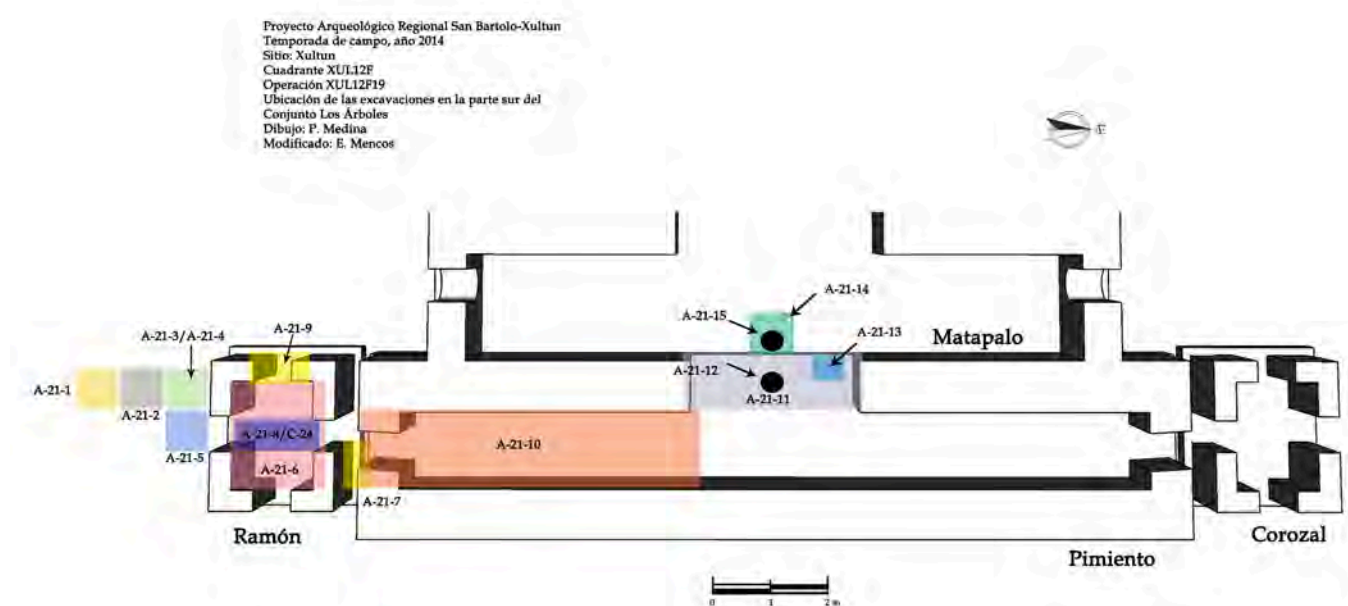 Proyecto Arqueológico Regional San Bartolo-Xultun
Temporada de campo, año 2014
Sitio: Xultun
Cuadrante XUL12F
Operación XUL12F19
Ubicación de las excavaciones en la parte sur del
Conjunto Los Árboles
Dibujo: P. Medina
Modificado: E. Mencos
E
A-21-14
A-21-15
A-21-3/A-21-4
A-21-9
A-21-13
Matapalo
A-21-12
A-21-1
A-21-2
A-21-11
A-21-8/C-24
A-21-10
A-21-5
A-21-6
A-21-7
Ramón
Corozal
Pimiento
0 1 2 m